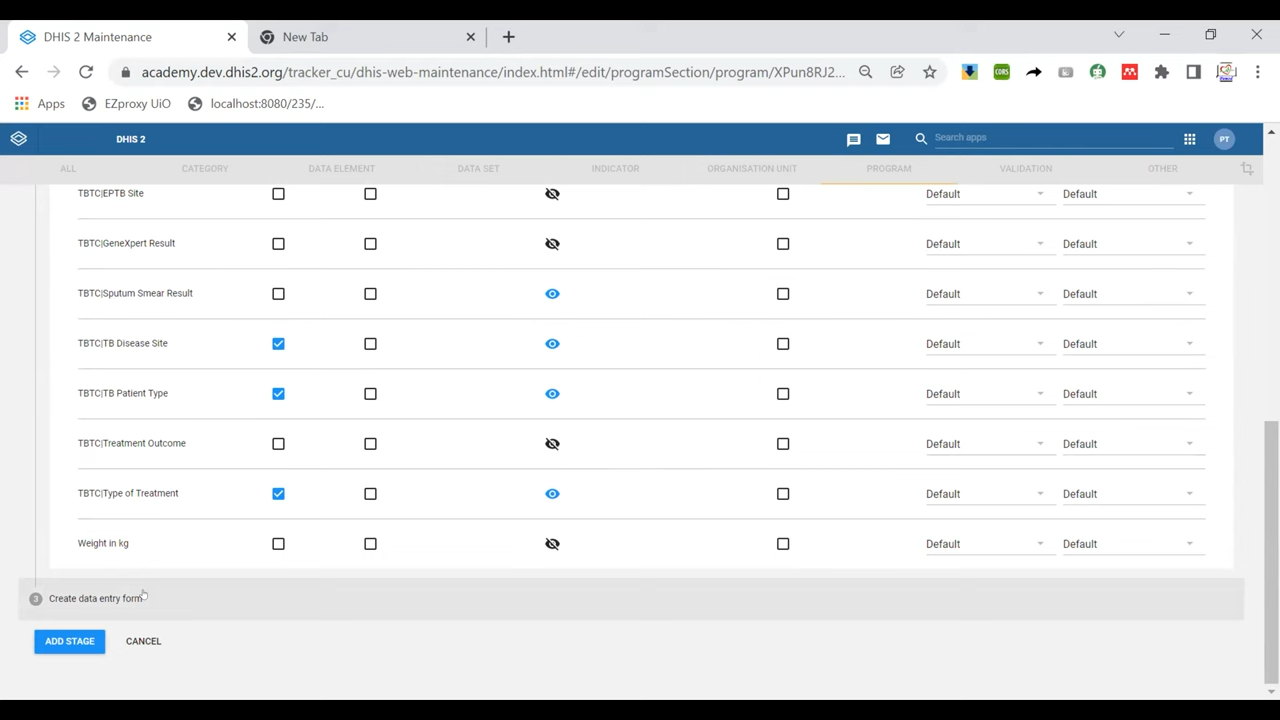 DHIS 2 Maintenance
New Tab
academy.dev.dhis2.org/tracker_cu/dhis-web-maintenance/index.html#/edit/programSection/program/XPun8RJ2...
CORS
Apps
EZproxy UiO
localhost:8080/235/...
DHIS 2
Search apps
PT
ALL
CATEGORY
DATA ELEMENT
DATA SET
INDICATOR
ORGANISATION UNIT
PROGRAM
VALIDATION
OTHER
TBTC|EPTB Site Default Default
TBTC|GeneXpert Result Default Default
TBTC|Sputum Smear Result Default Default
TBTC|TB Disease Site Default Default
TBTC|TB Patient Type Default Default
TBTC|Treatment Outcome Default Default
TBTC|Type of Treatment Default Default
Weight in kg Default Default
3 Create data entry form
ADD STAGE CANCEL